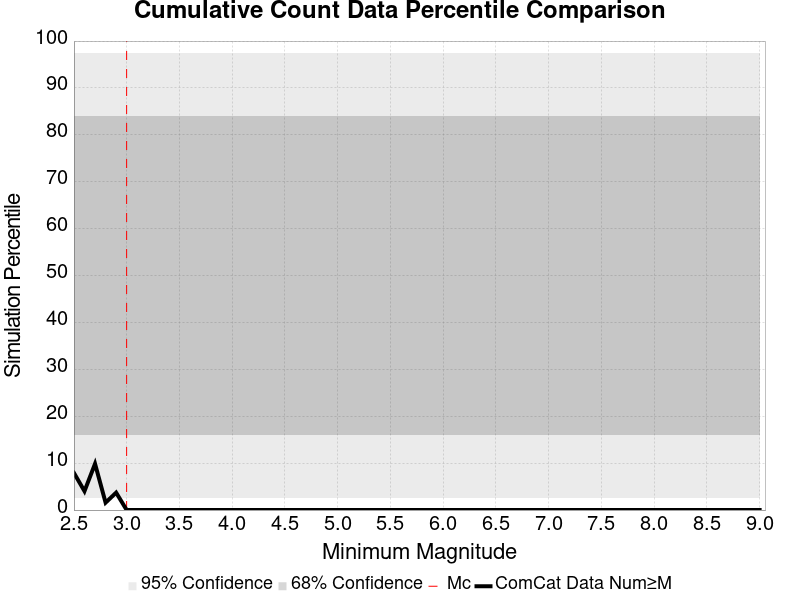 Cumulative Count Data Percentile Comparison
100
90
80
70
60
50
40
30
20
10
0
Simulation Percentile
2.5 3.0 3.5 4.0 4.5 5.0 5.5 6.0 6.5 7.0 7.5 8.0 8.5 9.0
Minimum Magnitude
95% Confidence 68% Confidence Mc ComCat Data Num≥M